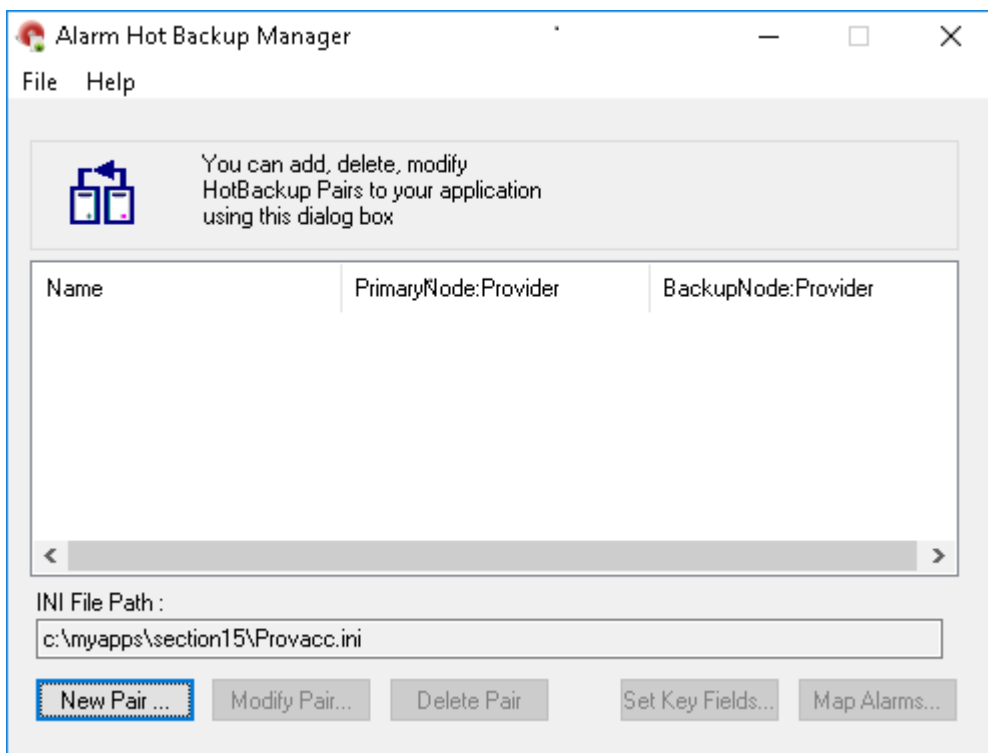 Alarm Hot Backup Manager
File Help
You can add, delete, modify
HotBackup Pairs to your application
using this dialog box
Name PrimaryNode:Provider BackupNode:Provider
INI File Path :
c:\myapps\section15\Provacc.ini
New Pair ... Modify Pair... Delete Pair Set Key Fields... Map Alarms...